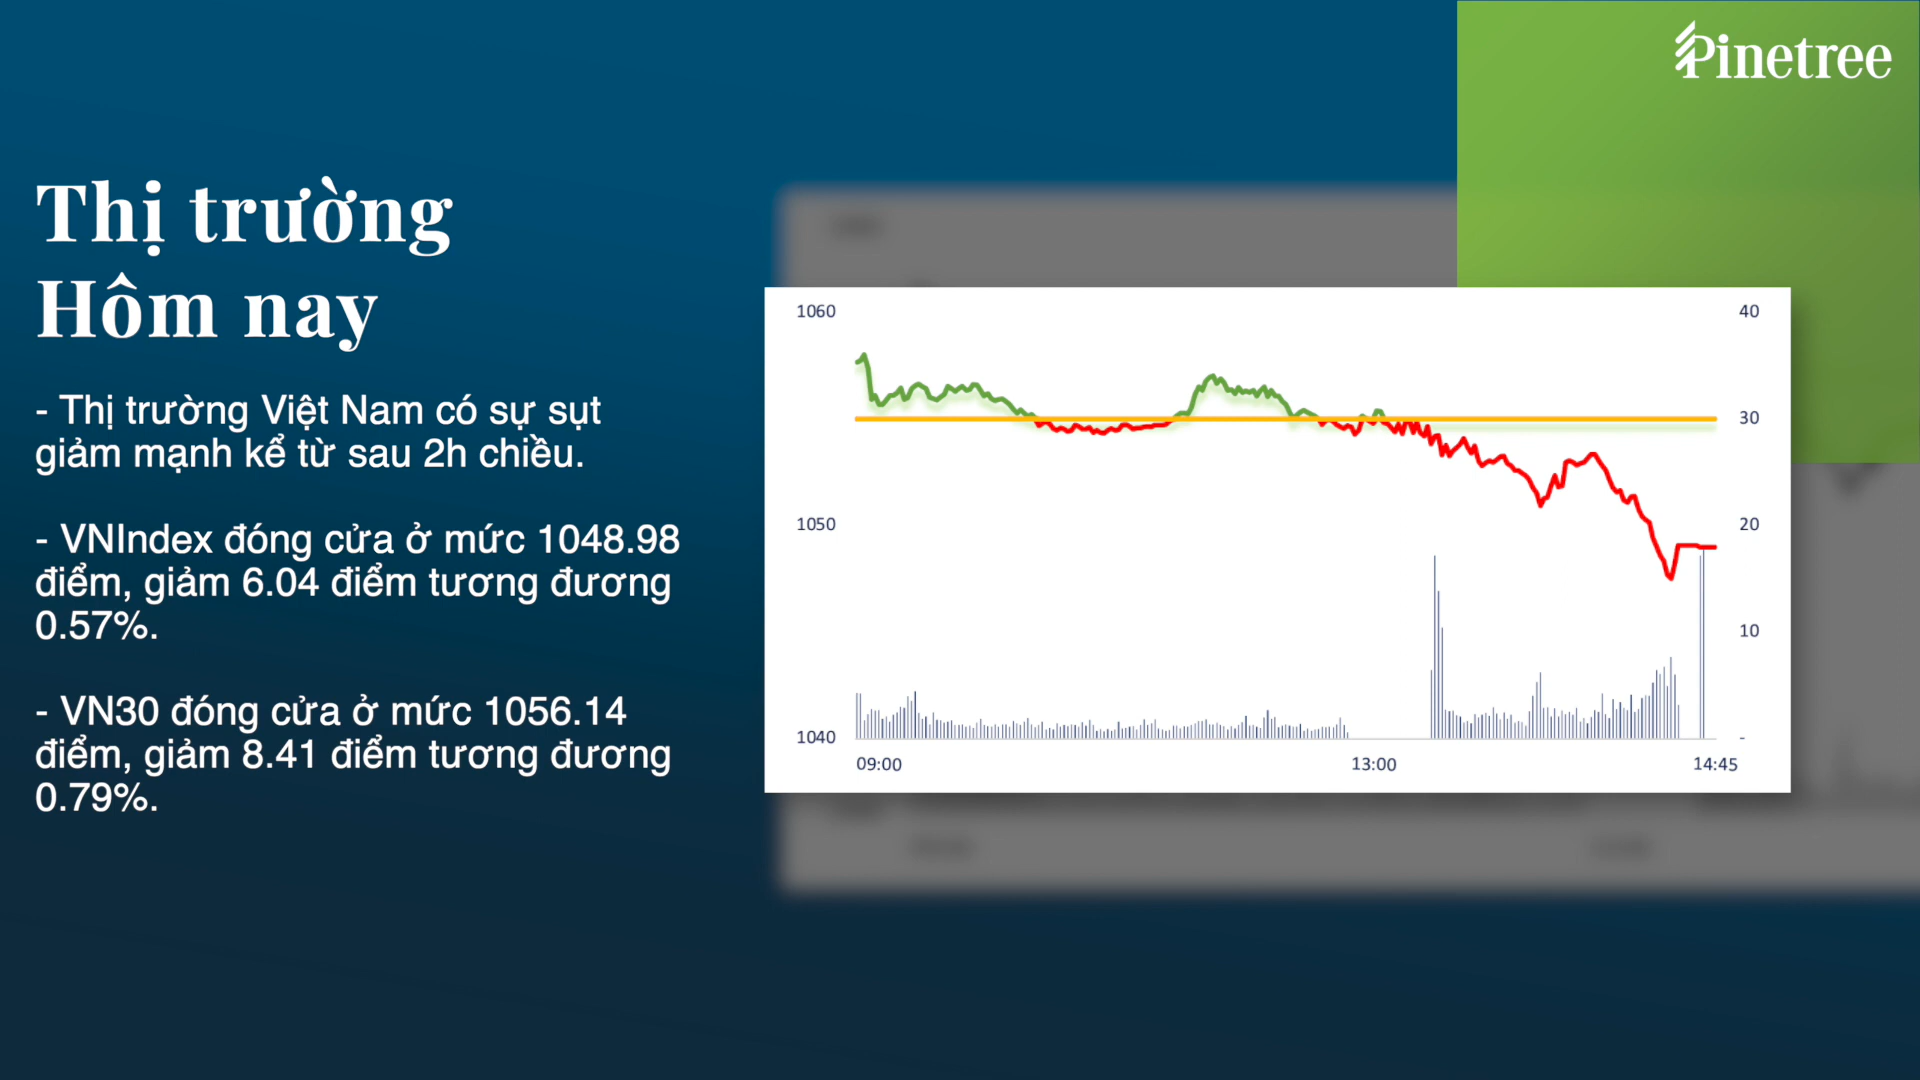 Pinetree
Thị trường
Hôm nay
- Thị trường Việt Nam có sự sụt
giảm mạnh kể từ sau 2h chiều.
- VNIndex đóng cửa ở mức 1048.98
điểm, giảm 6.04 điểm tương đương
0.57%.
- VN30 đóng cửa ở mức 1056.14
điểm, giảm 8.41 điểm tương đương
0.79%.
1060
40
30
1050
20
10
1040
-
09:00
13:00
14:45